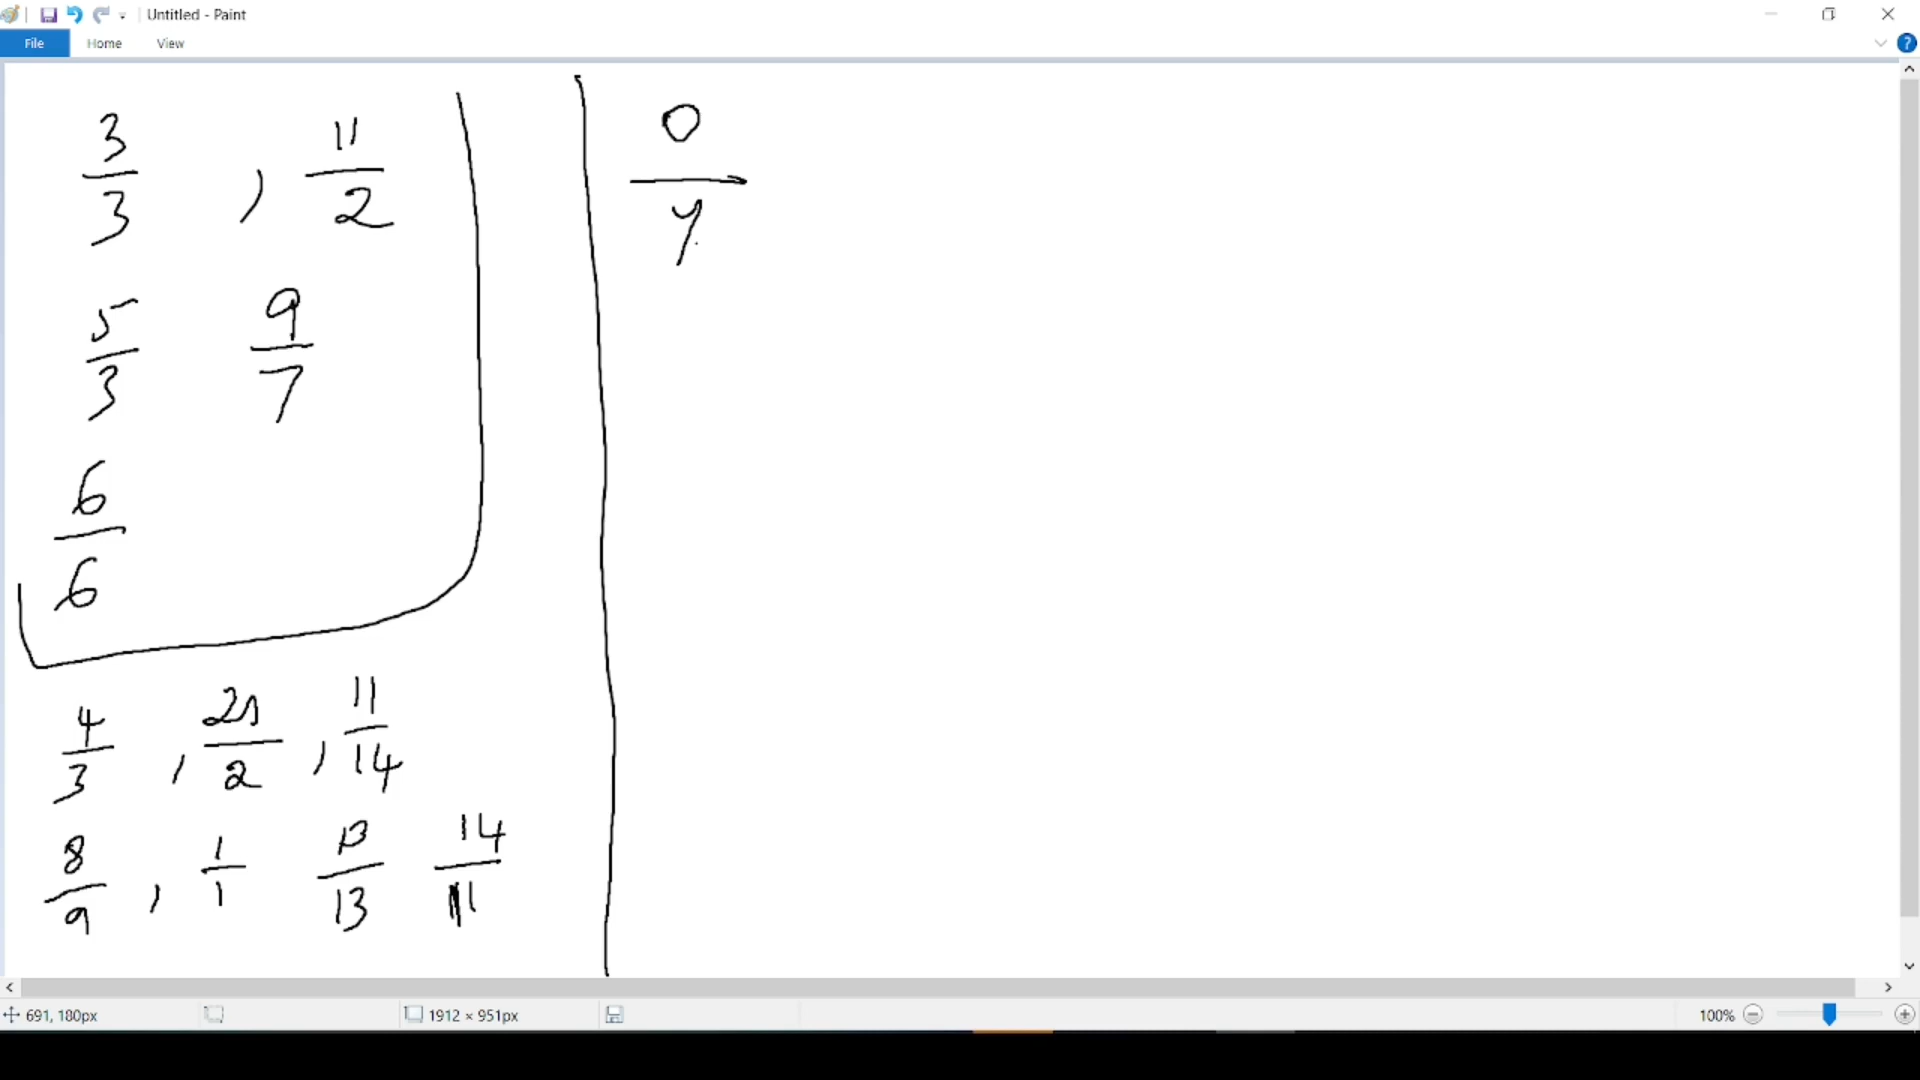 Untitled - Paint
File Home View
3/3 , 11/2
5/3 9/7
6/6
4/3 , 21/2 , 11/14
8/9 , 1/1 13/13 14/11
0/y
691, 180px
1912 × 951px
100%